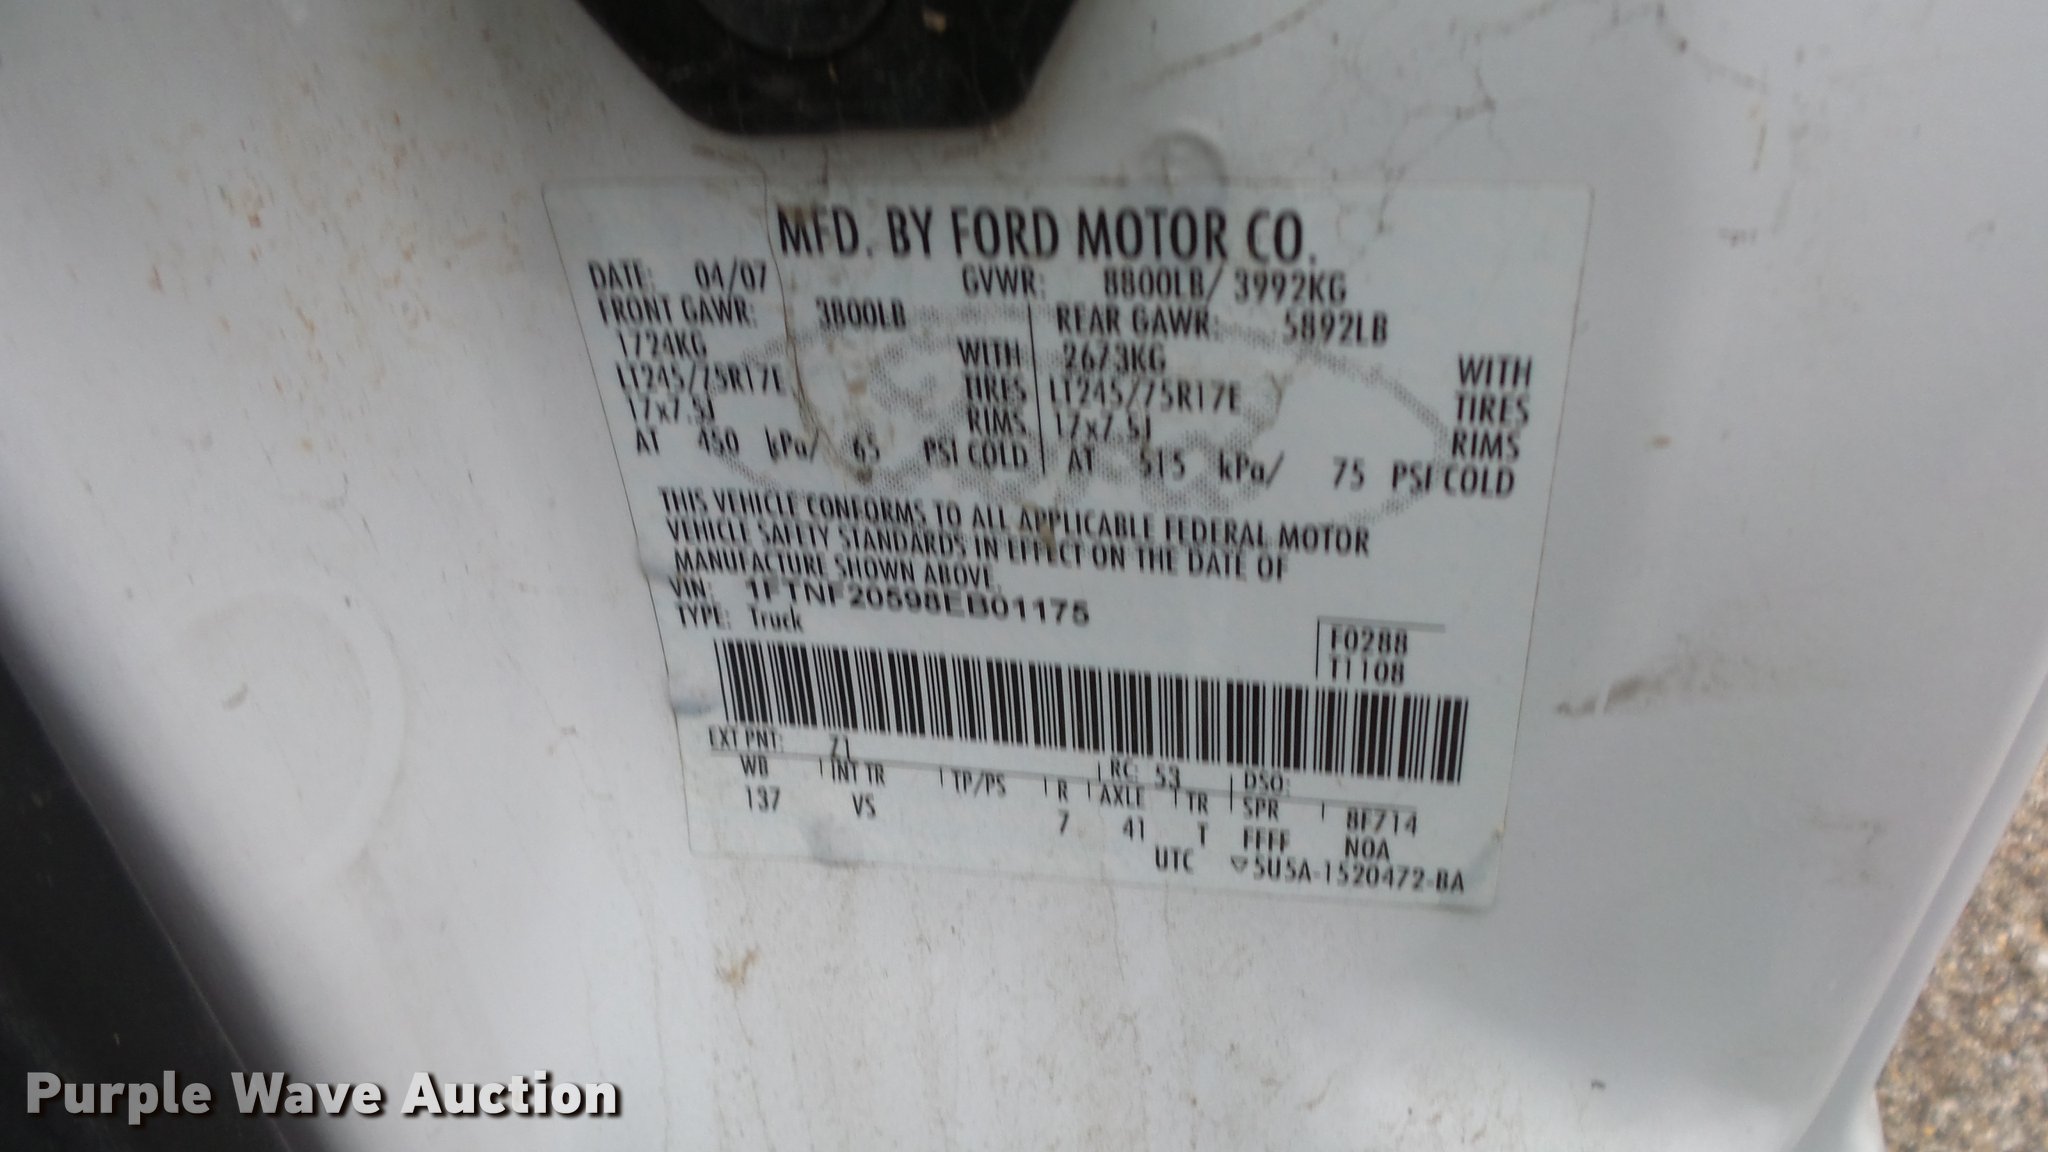 MFD. BY FORD MOTOR CO.
DATE: 04/07 GVWR: 8800LB/ 3992KG
FRONT GAWR: 3800LB REAR GAWR: 5892LB
1724KG WITH 2673KG WITH
LT245/75R17E TIRES LT245/75R17E TIRES
17x7.5J RIMS 17x7.5J RIMS
AT 450 kPa/ 65 PSI COLD AT 515 kPa/ 75 PSI COLD
THIS VEHICLE CONFORMS TO ALL APPLICABLE FEDERAL MOTOR
VEHICLE SAFETY STANDARDS IN EFFECT ON THE DATE OF
MANUFACTURE SHOWN ABOVE.
VIN: 1FTNF20598EB01175
TYPE: Truck
F0288
T1108
EXT PNT: Z1 RC: 53 DSO:
WB INT TR TP/PS R AXLE TR SPR 8F714
137 VS 7 41 T FFFF N0A
UTC ▽5U5A-1520472-BA
Purple Wave Auction